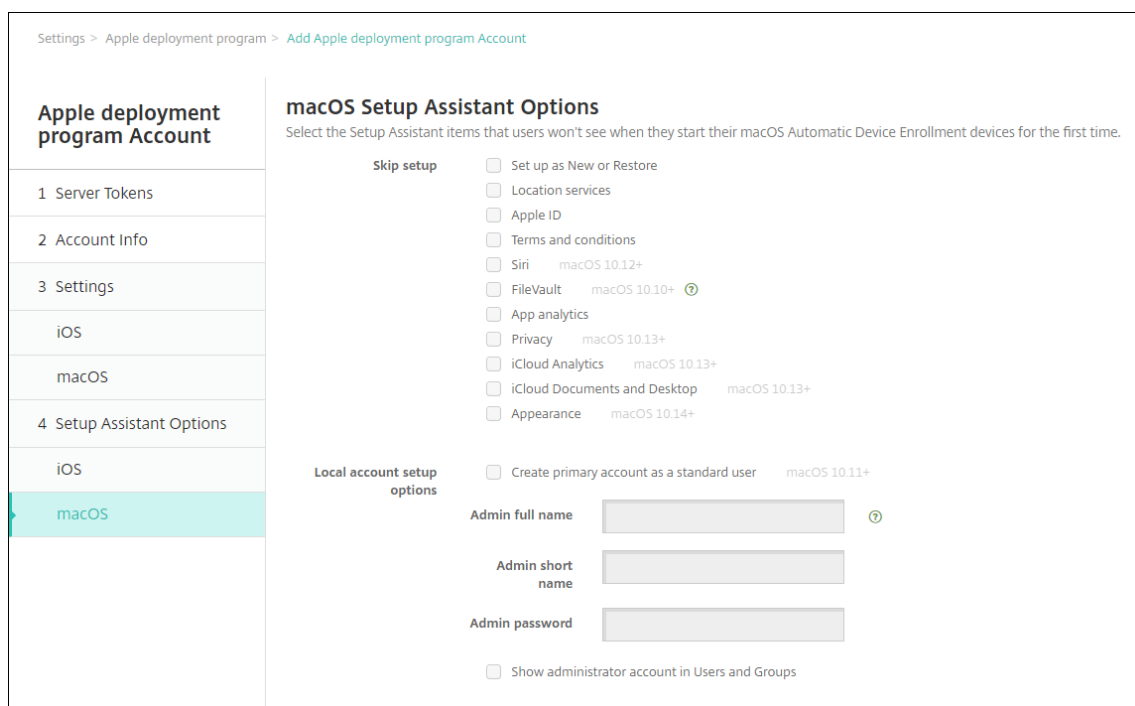 Settings > Apple deployment program > Add Apple deployment program Account
Apple deployment
program Account
1 Server Tokens
2 Account Info
3 Settings
iOS
macOS
4 Setup Assistant Options
iOS
macOS
macOS Setup Assistant Options
Select the Setup Assistant items that users won't see when they start their macOS Automatic Device Enrollment devices for the first time.
Skip setup
Set up as New or Restore
Location services
Apple ID
Terms and conditions
Siri macOS 10.12+
FileVault macOS 10.10+ ?
App analytics
Privacy macOS 10.13+
iCloud Analytics macOS 10.13+
iCloud Documents and Desktop macOS 10.13+
Appearance macOS 10.14+
Local account setup
options
Create primary account as a standard user macOS 10.11+
Admin full name ?
Admin short
name
Admin password
Show administrator account in Users and Groups